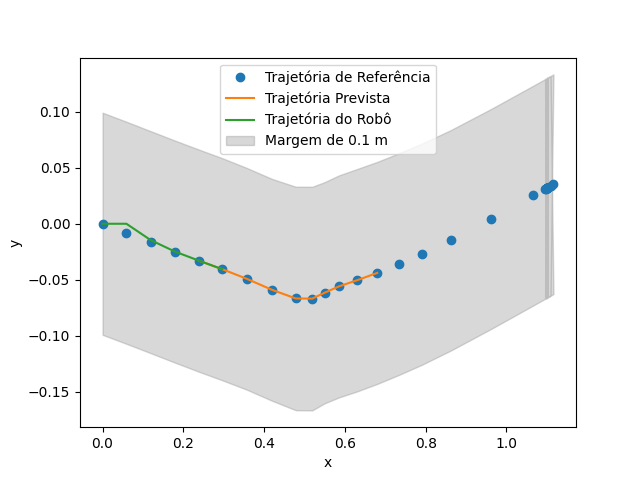 Trajetória de Referência
Trajetória Prevista
Trajetória do Robô
Margem de 0.1 m
0.10
0.05
0.00
−0.05
−0.10
−0.15
y
0.0 0.2 0.4 0.6 0.8 1.0
x